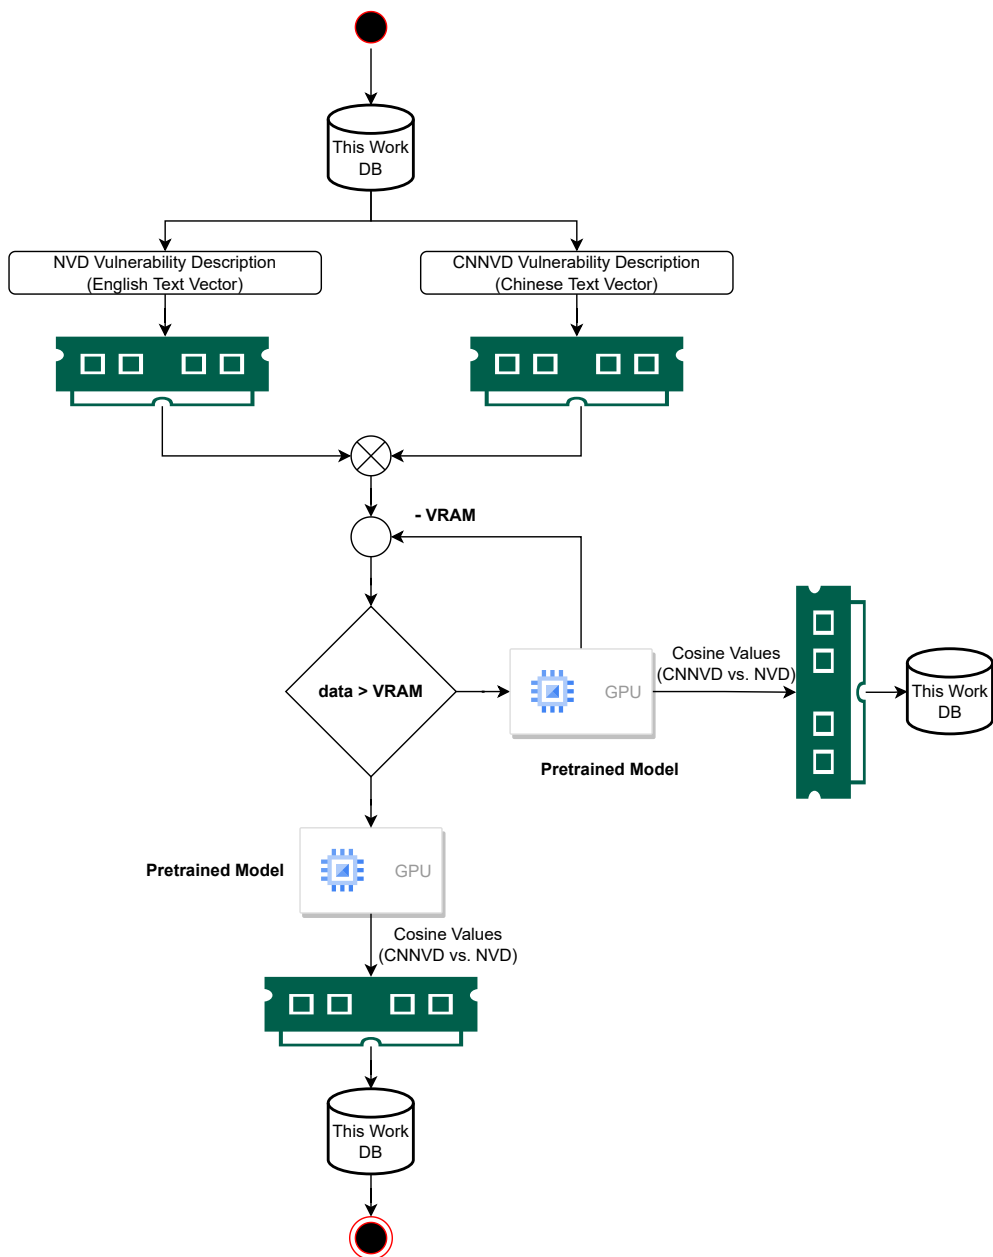 This Work
DB
NVD Vulnerability Description
(English Text Vector)
CNNVD Vulnerability Description
(Chinese Text Vector)
- VRAM
data > VRAM
GPU
Pretrained Model
Cosine Values
(CNNVD vs. NVD)
This Work
DB
Pretrained Model
GPU
Cosine Values
(CNNVD vs. NVD)
This Work
DB